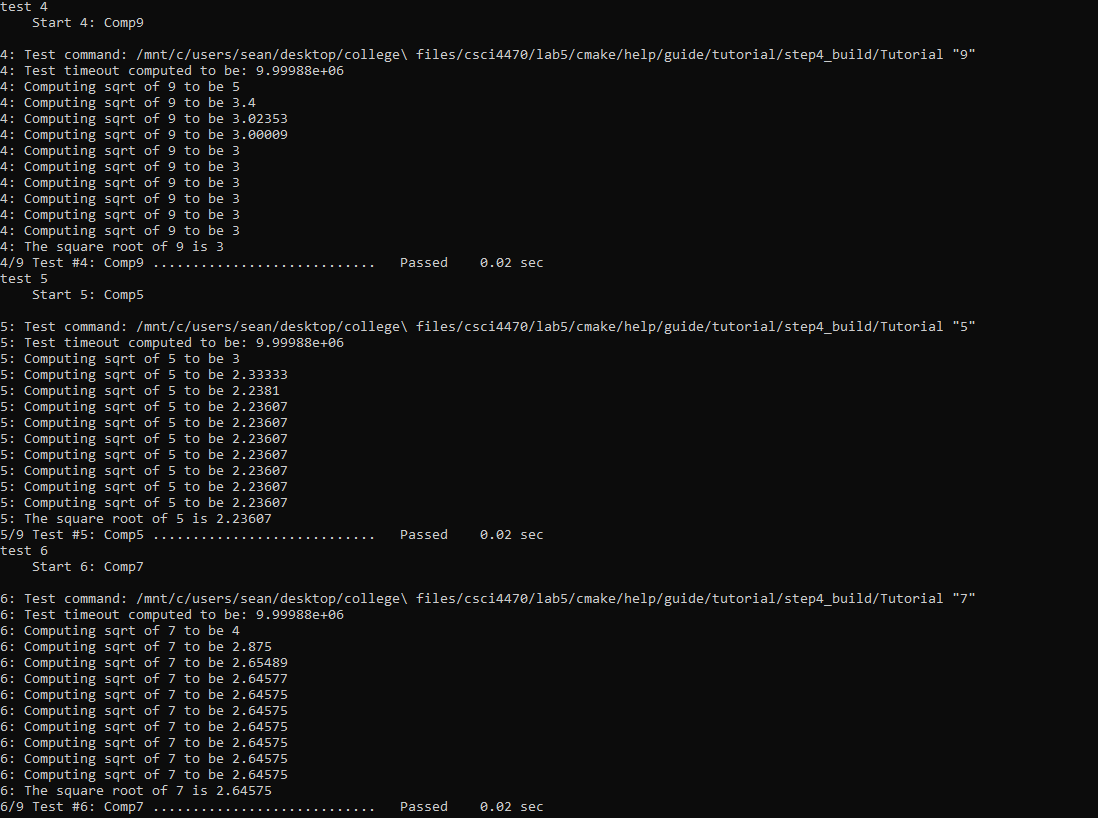 test 4
    Start 4: Comp9

4: Test command: /mnt/c/users/sean/desktop/college\ files/csci4470/lab5/cmake/help/guide/tutorial/step4_build/Tutorial "9"
4: Test timeout computed to be: 9.99988e+06
4: Computing sqrt of 9 to be 5
4: Computing sqrt of 9 to be 3.4
4: Computing sqrt of 9 to be 3.02353
4: Computing sqrt of 9 to be 3.00009
4: Computing sqrt of 9 to be 3
4: Computing sqrt of 9 to be 3
4: Computing sqrt of 9 to be 3
4: Computing sqrt of 9 to be 3
4: Computing sqrt of 9 to be 3
4: Computing sqrt of 9 to be 3
4: The square root of 9 is 3
4/9 Test #4: Comp9 ............................   Passed    0.02 sec
test 5
    Start 5: Comp5

5: Test command: /mnt/c/users/sean/desktop/college\ files/csci4470/lab5/cmake/help/guide/tutorial/step4_build/Tutorial "5"
5: Test timeout computed to be: 9.99988e+06
5: Computing sqrt of 5 to be 3
5: Computing sqrt of 5 to be 2.33333
5: Computing sqrt of 5 to be 2.2381
5: Computing sqrt of 5 to be 2.23607
5: Computing sqrt of 5 to be 2.23607
5: Computing sqrt of 5 to be 2.23607
5: Computing sqrt of 5 to be 2.23607
5: Computing sqrt of 5 to be 2.23607
5: Computing sqrt of 5 to be 2.23607
5: Computing sqrt of 5 to be 2.23607
5: The square root of 5 is 2.23607
5/9 Test #5: Comp5 ............................   Passed    0.02 sec
test 6
    Start 6: Comp7

6: Test command: /mnt/c/users/sean/desktop/college\ files/csci4470/lab5/cmake/help/guide/tutorial/step4_build/Tutorial "7"
6: Test timeout computed to be: 9.99988e+06
6: Computing sqrt of 7 to be 4
6: Computing sqrt of 7 to be 2.875
6: Computing sqrt of 7 to be 2.65489
6: Computing sqrt of 7 to be 2.64577
6: Computing sqrt of 7 to be 2.64575
6: Computing sqrt of 7 to be 2.64575
6: Computing sqrt of 7 to be 2.64575
6: Computing sqrt of 7 to be 2.64575
6: Computing sqrt of 7 to be 2.64575
6: Computing sqrt of 7 to be 2.64575
6: The square root of 7 is 2.64575
6/9 Test #6: Comp7 ............................   Passed    0.02 sec